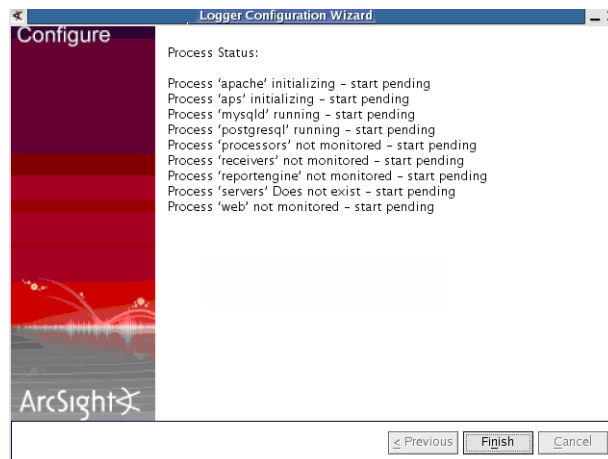 Logger Configuration Wizard
Configure
Process Status:
Process 'apache' initializing – start pending
Process 'aps' initializing – start pending
Process 'mysqld' running – start pending
Process 'postgresql' running – start pending
Process 'processors' not monitored – start pending
Process 'receivers' not monitored – start pending
Process 'reportengine' not monitored – start pending
Process 'servers' Does not exist – start pending
Process 'web' not monitored – start pending
ArcSight
< Previous
Finish
Cancel